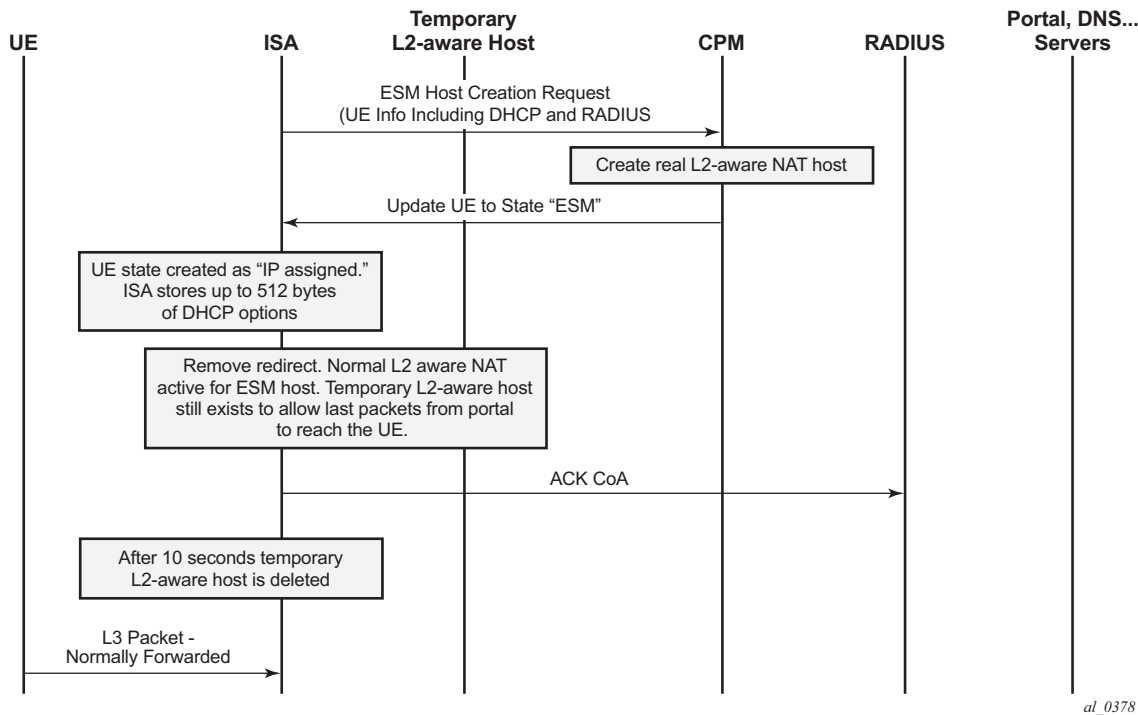 Temporary
Portal, DNS...
UE
ISA
L2-aware Host
CPM
RADIUS
Servers
ESM Host Creation Request
(UE Info Including DHCP and RADIUS
Create real L2-aware NAT host
Update UE to State “ESM”
UE state created as “IP assigned.”
ISA stores up to 512 bytes
of DHCP options
Remove redirect. Normal L2 aware NAT
active for ESM host. Temporary L2-aware host
still exists to allow last packets from portal
to reach the UE.
ACK CoA
After 10 seconds temporary
L2-aware host is deleted
L3 Packet -
Normally Forwarded
al_0378